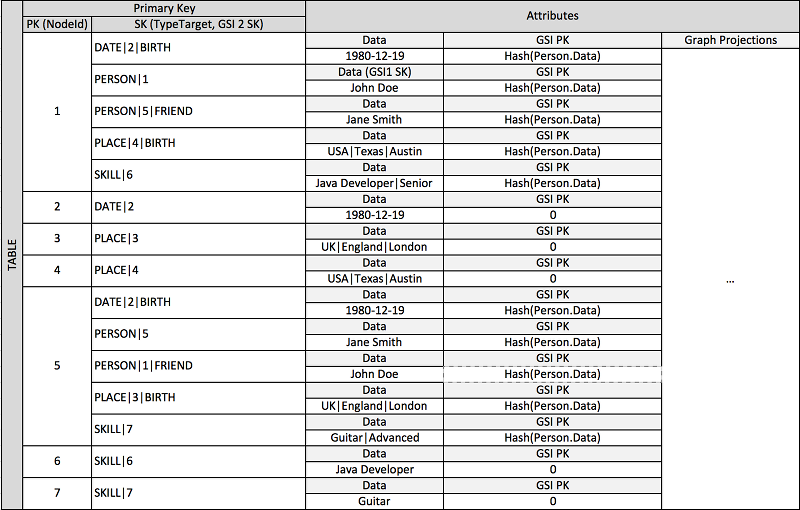 Primary Key
Attributes
PK (NodeId)
SK (TypeTarget, GSI 2 SK)
TABLE
1
DATE|2|BIRTH
Data
GSI PK
Graph Projections
1980-12-19
Hash(Person.Data)
...
PERSON|1
Data (GSI1 SK)
GSI PK
John Doe
Hash(Person.Data)
PERSON|5|FRIEND
Data
GSI PK
Jane Smith
Hash(Person.Data)
PLACE|4|BIRTH
Data
GSI PK
USA|Texas|Austin
Hash(Person.Data)
SKILL|6
Data
GSI PK
Java Developer|Senior
Hash(Person.Data)
2
DATE|2
Data
GSI PK
1980-12-19
0
3
PLACE|3
Data
GSI PK
UK|England|London
0
4
PLACE|4
Data
GSI PK
USA|Texas|Austin
0
5
DATE|2|BIRTH
Data
GSI PK
1980-12-19
Hash(Person.Data)
PERSON|5
Data
GSI PK
Jane Smith
Hash(Person.Data)
PERSON|1|FRIEND
Data
GSI PK
John Doe
Hash(Person.Data)
PLACE|3|BIRTH
Data
GSI PK
UK|England|London
Hash(Person.Data)
SKILL|7
Data
GSI PK
Guitar|Advanced
Hash(Person.Data)
6
SKILL|6
Data
GSI PK
Java Developer
0
7
SKILL|7
Data
GSI PK
Guitar
0